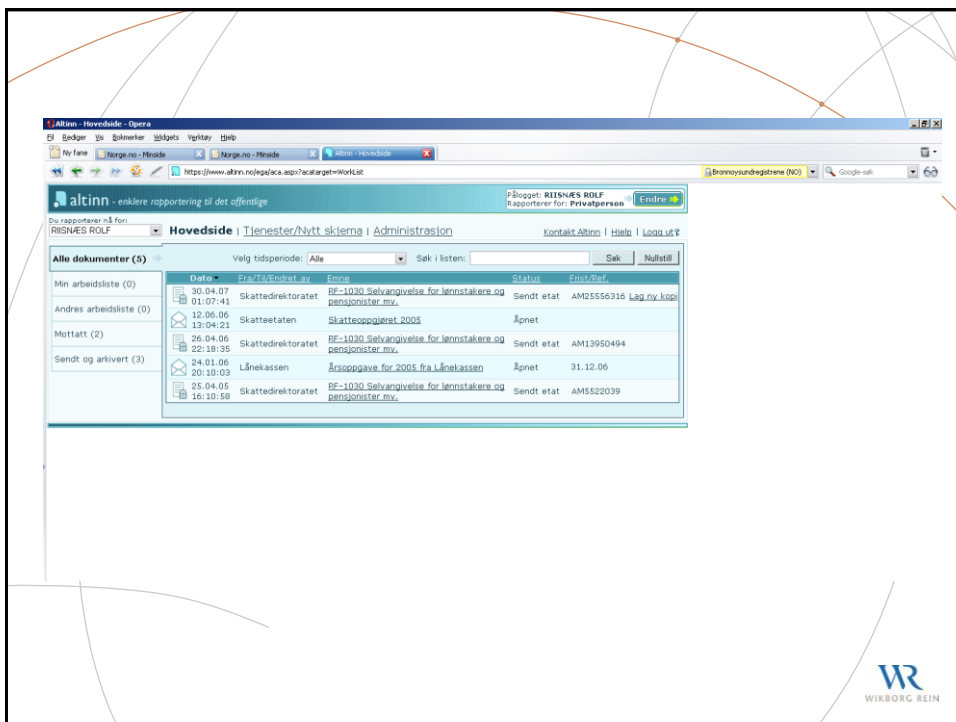 Altinn - Hovedside - Opera
Fil Rediger Vis Bokmerker Widgets Verktøy Hjelp
Ny fane Norge.no - Minside Norge.no - Minside Altinn - Hovedside
https://www.altinn.no/ega/aca.aspx?acatarget=WorkList Bronnoysundregistrene (NO) Google-søk
altinn - enklere rapportering til det offentlige
Pålogget: RIISNÆS ROLF
Rapporterer for: Privatperson Endre
Du rapporterer nå for:
RIISNÆS ROLF
Hovedside | Tjenester/Nytt skjema | Administrasjon Kontakt Altinn | Hjelp | Logg ut
Alle dokumenter (5)
Min arbeidsliste (0)
Andres arbeidsliste (0)
Mottatt (2)
Sendt og arkivert (3)
Velg tidsperiode: Alle Søk i listen: Søk Nullstill
Dato Fra/Til/Endret av Emne Status Frist/Ref.
30.04.07 01:07:41 Skattedirektoratet RF-1030 Selvangivelse for lønnstakere og pensjonister mv. Sendt etat AM25556316 Lag ny kopi
12.06.06 13:04:21 Skatteetaten Skatteoppgjøret 2005 Åpnet
26.04.06 22:18:35 Skattedirektoratet RF-1030 Selvangivelse for lønnstakere og pensjonister mv. Sendt etat AM13950494
24.01.06 20:10:03 Lånekassen Årsoppgave for 2005 fra Lånekassen Åpnet 31.12.06
25.04.05 16:10:58 Skattedirektoratet RF-1030 Selvangivelse for lønnstakere og pensjonister mv. Sendt etat AM5522039
WR
WIKBORG REIN